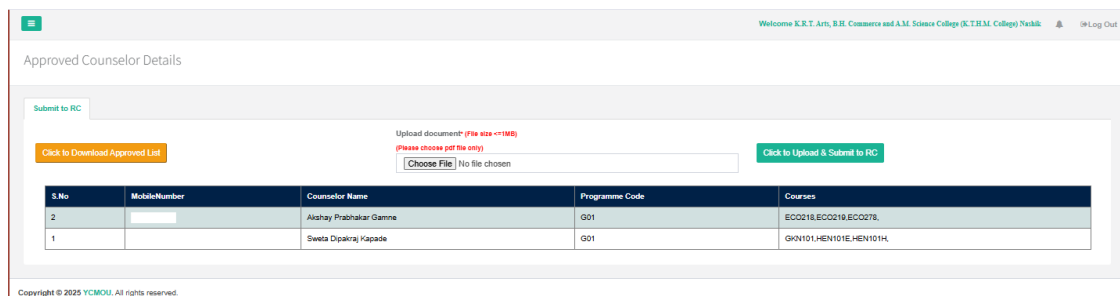 Welcome K.R.T. Arts, B.H. Commerce and A.M. Science College (K.T.H.M. College) Nashik Log Out
Approved Counselor Details
Submit to RC
Upload document* (File size <=1MB)
(Please choose pdf file only)
Click to Download Approved List
Choose File No file chosen
Click to Upload & Submit to RC
S.No MobileNumber Counselor Name Programme Code Courses
2 Akshay Prabhakar Gamne G01 ECO218,ECO219,ECO278,
1 Sweta Dipakraj Kapade G01 GKN101,HEN101E,HEN101H,
Copyright © 2025 YCMOU. All rights reserved.